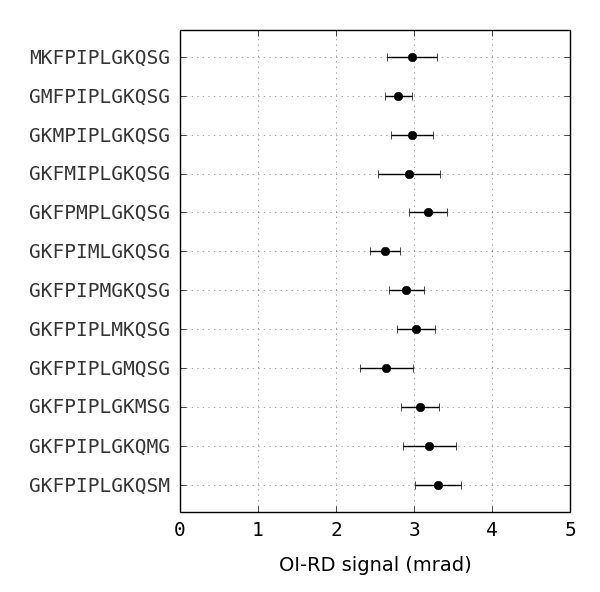 MKFPIPLGKQSG
GMFPIPLGKQSG
GKMPIPLGKQSG
GKFMIPLGKQSG
GKFPMPLGKQSG
GKFPIMLGKQSG
GKFPIPMGKQSG
GKFPIPLMKQSG
GKFPIPLGMQSG
GKFPIPLGKMSG
GKFPIPLGKQMG
GKFPIPLGKQSM
0 1 2 3 4 5
OI-RD signal (mrad)